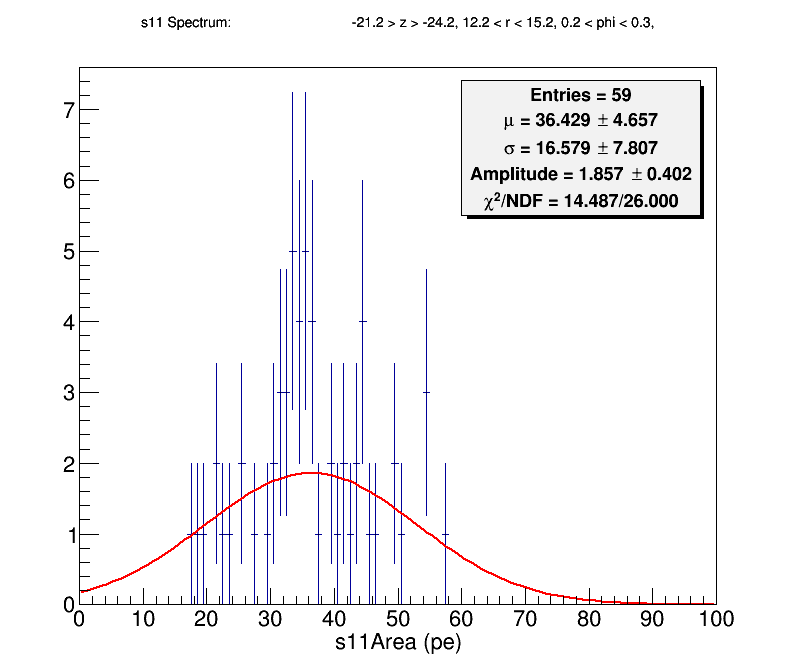 s11 Spectrum: -21.2 > z > -24.2, 12.2 < r < 15.2, 0.2 < phi < 0.3,
Entries = 59
μ = 36.429 ± 4.657
σ = 16.579 ± 7.807
Amplitude = 1.857 ± 0.402
χ²/NDF = 14.487/26.000
7
6
5
4
3
2
1
0
0 10 20 30 40 50 60 70 80 90 100
s11Area (pe)